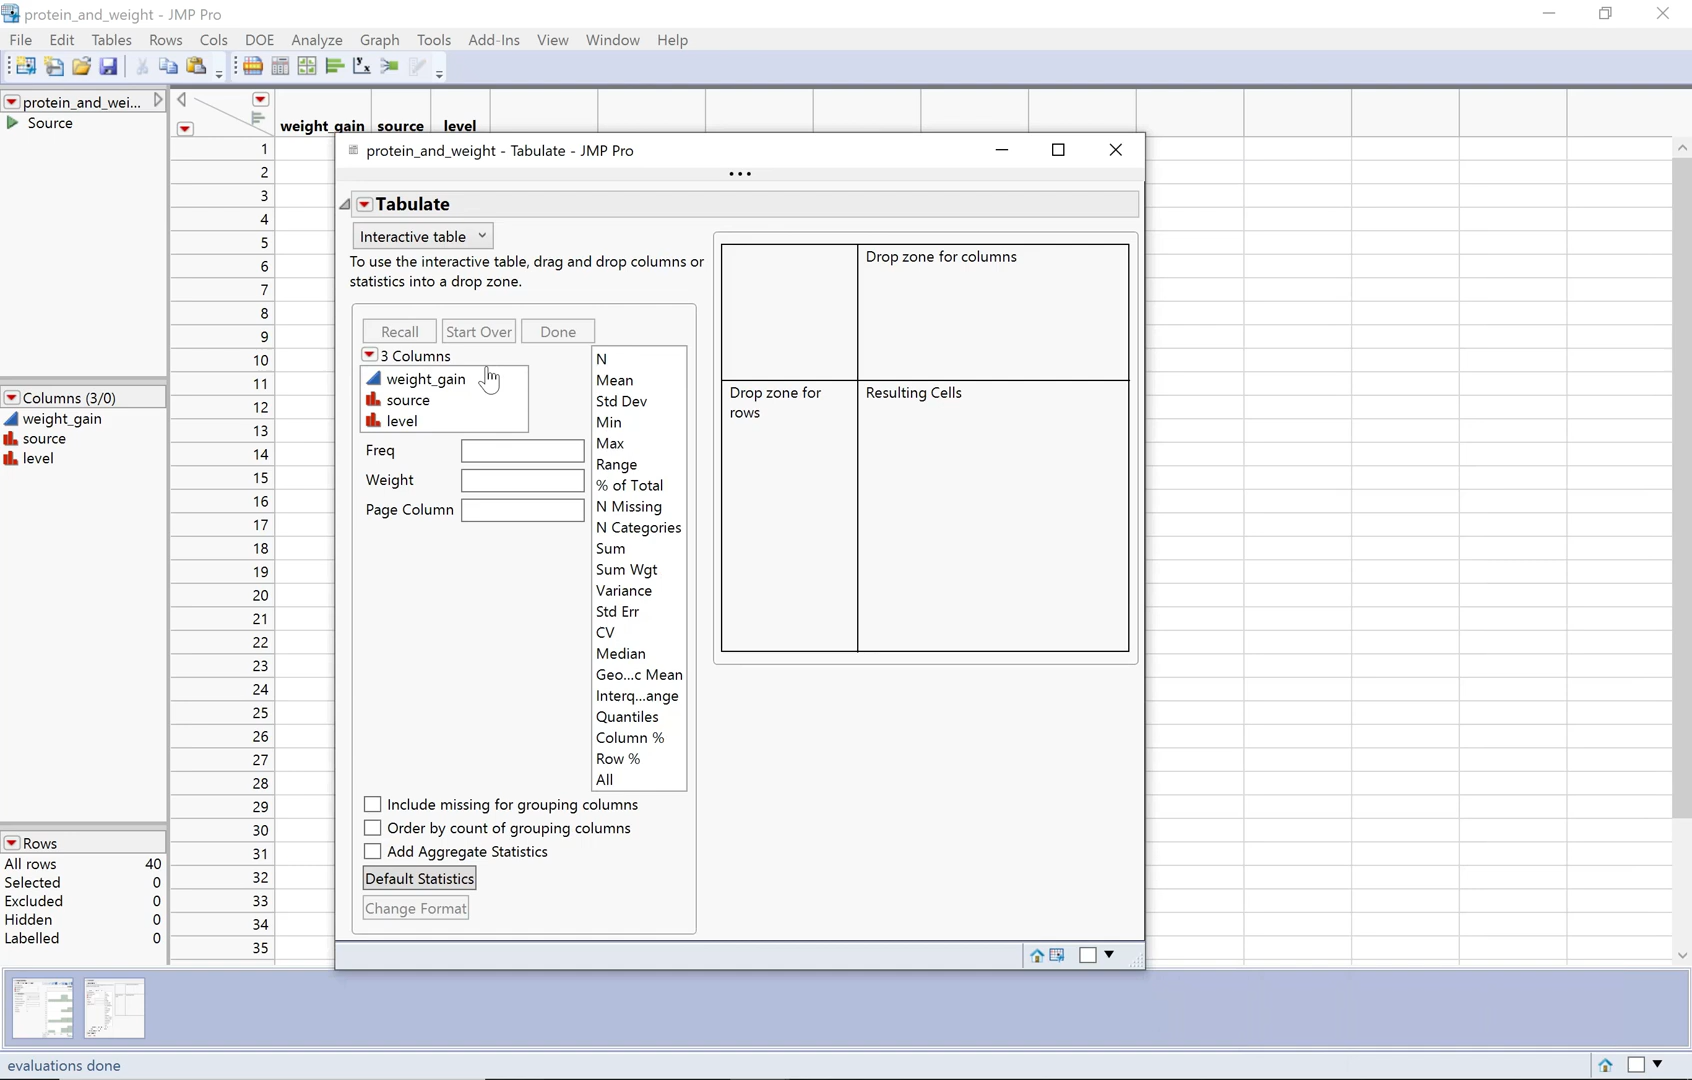 protein_and_weight - JMP Pro
File Edit Tables Rows Cols DOE Analyze Graph Tools Add-Ins View Window Help
protein_and_wei...
Source
weight_gain source level
Columns (3/0)
weight_gain
source
level
Rows
All rows 40
Selected 0
Excluded 0
Hidden 0
Labelled 0
1
2
3
4
5
6
7
8
9
10
11
12
13
14
15
16
17
18
19
20
21
22
23
24
25
26
27
28
29
30
31
32
33
34
35
protein_and_weight - Tabulate - JMP Pro
Tabulate
Interactive table
To use the interactive table, drag and drop columns or
statistics into a drop zone.
Recall Start Over Done
3 Columns
weight_gain
source
level
Freq
Weight
Page Column
N
Mean
Std Dev
Min
Max
Range
% of Total
N Missing
N Categories
Sum
Sum Wgt
Variance
Std Err
CV
Median
Geo...c Mean
Interq...ange
Quantiles
Column %
Row %
All
Include missing for grouping columns
Order by count of grouping columns
Add Aggregate Statistics
Default Statistics
Change Format
Drop zone for columns
Drop zone for
rows
Resulting Cells
evaluations done